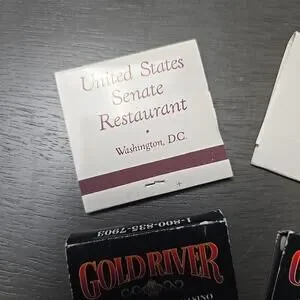 United States
Senate
Restaurant
Washington, D.C.
1-800-835-7903
GOLD RIVER